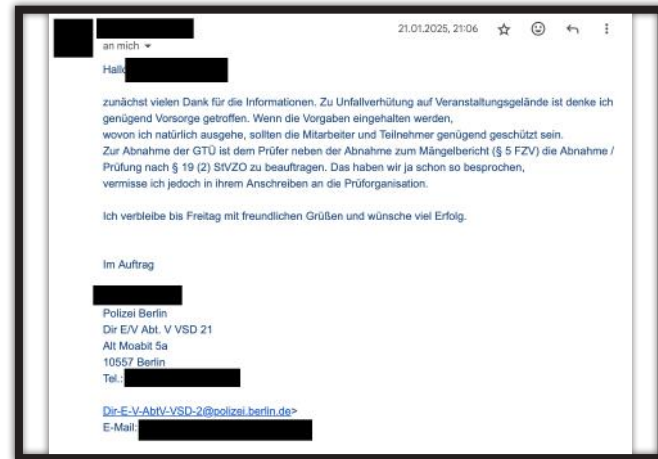 21.01.2025, 21:06
an mich
Hallo
zunächst vielen Dank für die Informationen. Zu Unfallverhütung auf Veranstaltungsgelände ist denke ich
genügend Vorsorge getroffen. Wenn die Vorgaben eingehalten werden,
wovon ich natürlich ausgehe, sollten die Mitarbeiter und Teilnehmer genügend geschützt sein.
Zur Abnahme der GTÜ ist dem Prüfer neben der Abnahme zum Mängelbericht (§ 5 FZV) die Abnahme /
Prüfung nach § 19 (2) StVZO zu beauftragen. Das haben wir ja schon so besprochen,
vermisse ich jedoch in ihrem Anschreiben an die Prüforganisation.
Ich verbleibe bis Freitag mit freundlichen Grüßen und wünsche viel Erfolg.
Im Auftrag
Polizei Berlin
Dir E/V Abt. V VSD 21
Alt Moabit 5a
10557 Berlin
Tel.:
Dir-E-V-AbtV-VSD-2@polizei.berlin.de>
E-Mail: